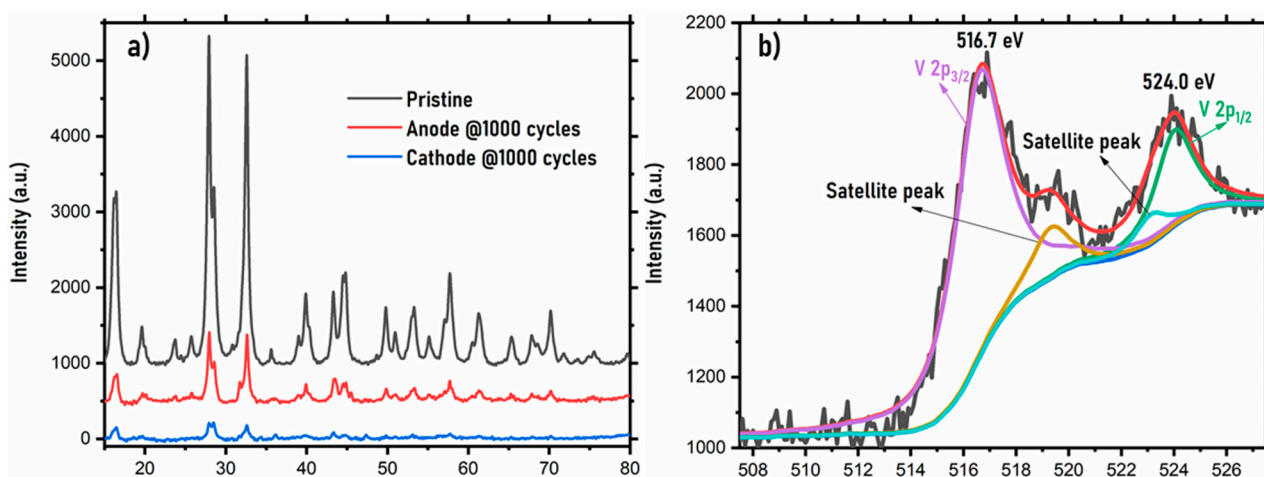 a)
Pristine
Anode @1000 cycles
Cathode @1000 cycles
Intensity (a.u.)
5000
4000
3000
2000
1000
0
20
30
40
50
60
70
80
b)
516.7 eV
V 2p3/2
524.0 eV
V 2p1/2
Satellite peak
Satellite peak
Intensity (a.u.)
2200
2000
1800
1600
1400
1200
1000
508
510
512
514
516
518
520
522
524
526